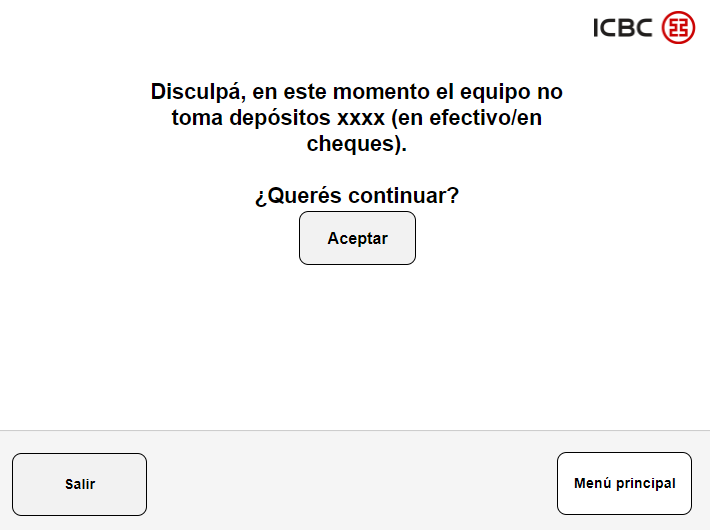 ICBC
Disculpá, en este momento el equipo no
toma depósitos xxxx (en efectivo/en
cheques).
¿Querés continuar?
Aceptar
Salir
Menú principal